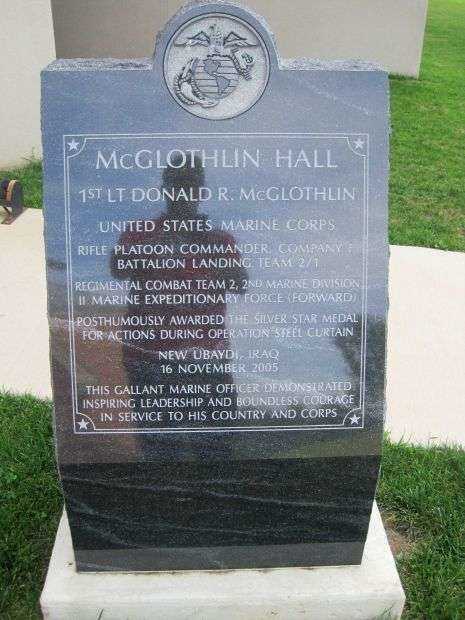 McGLOTHLIN HALL
1ST LT DONALD R. McGLOTHLIN
UNITED STATES MARINE CORPS
RIFLE PLATOON COMMANDER, COMPANY F
BATTALION LANDING TEAM 2/1
REGIMENTAL COMBAT TEAM 2, 2ND MARINE DIVISION
II MARINE EXPEDITIONARY FORCE (FORWARD)
POSTHUMOUSLY AWARDED THE SILVER STAR MEDAL
FOR ACTIONS DURING OPERATION STEEL CURTAIN
NEW UBAYDI, IRAQ
16 NOVEMBER 2005
THIS GALLANT MARINE OFFICER DEMONSTRATED
INSPIRING LEADERSHIP AND BOUNDLESS COURAGE
IN SERVICE TO HIS COUNTRY AND CORPS